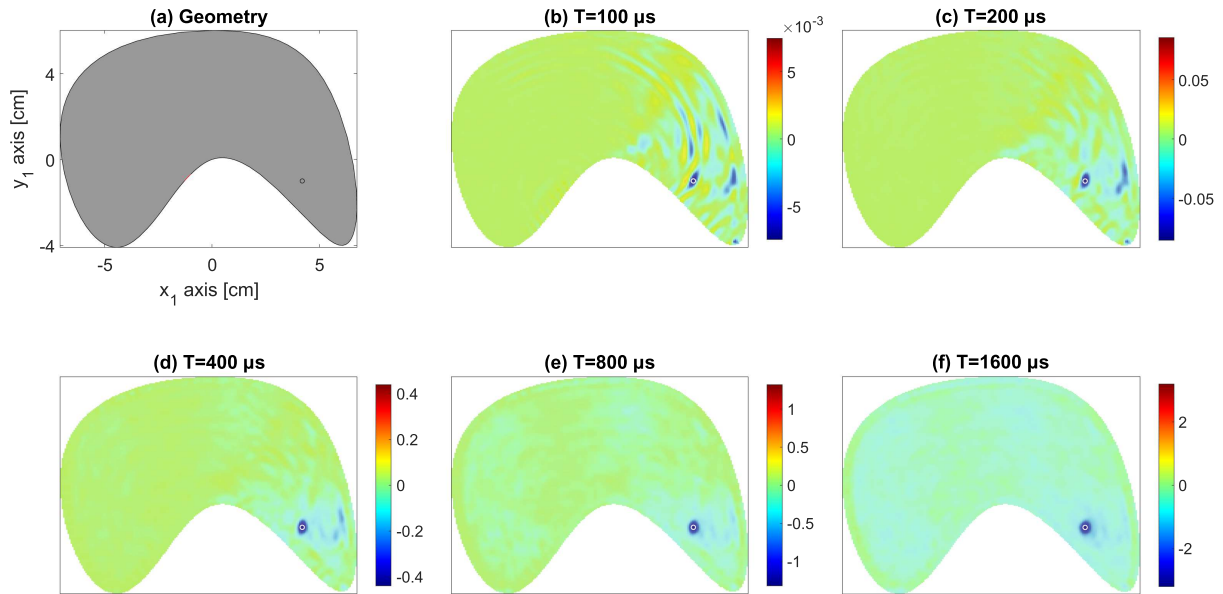 (a) Geometry
4
0
-4
y1 axis [cm]
-5 0 5
x1 axis [cm]
(b) T=100 µs
×10-3
5
0
-5
(c) T=200 µs
0.05
0
-0.05
(d) T=400 µs
0.4
0.2
0
-0.2
-0.4
(e) T=800 µs
1
0.5
0
-0.5
-1
(f) T=1600 µs
2
0
-2